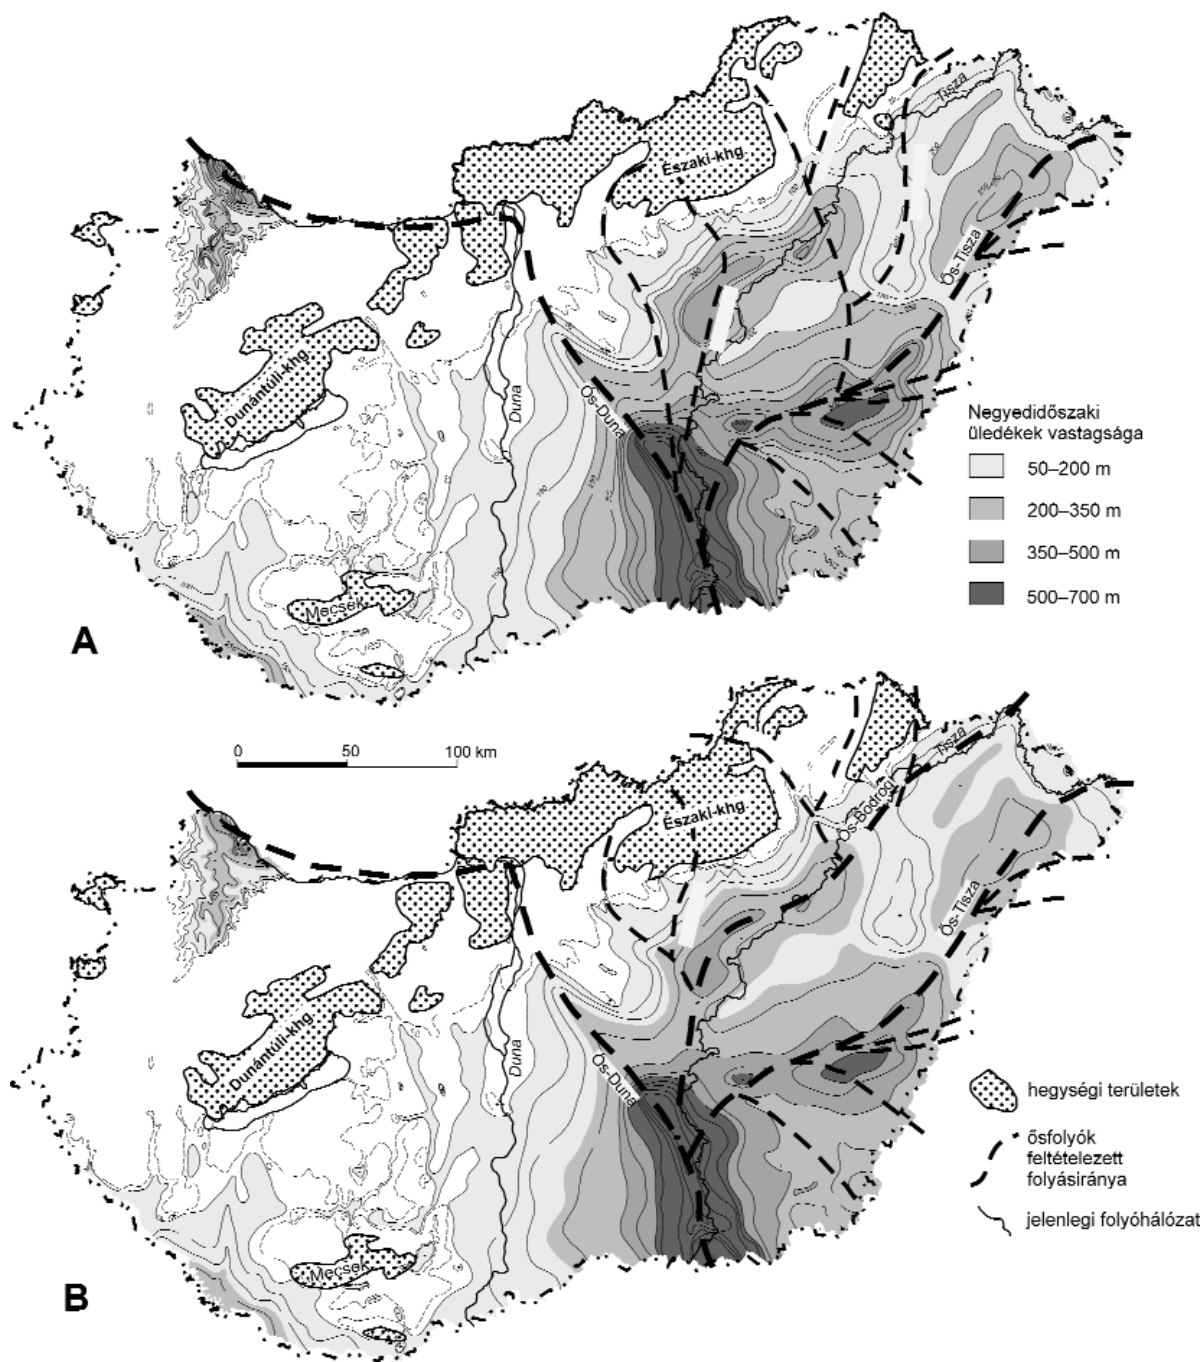 Tisza
Északi-khg
Ős-Tisza
Dunántúli-khg
Duna
Ős-Duna
Negyedidőszaki
üledékek vastagsága
50–200 m
200–350 m
350–500 m
500–700 m
Mecsek
A
0 50 100 km
Tisza
Ős-Bodrog
Északi-khg
Ős-Tisza
Dunántúli-khg
Duna
Ős-Duna
hegységi területek
ősfolyók
feltételezett
folyásiránya
jelenlegi folyóhálózat
Mecsek
B